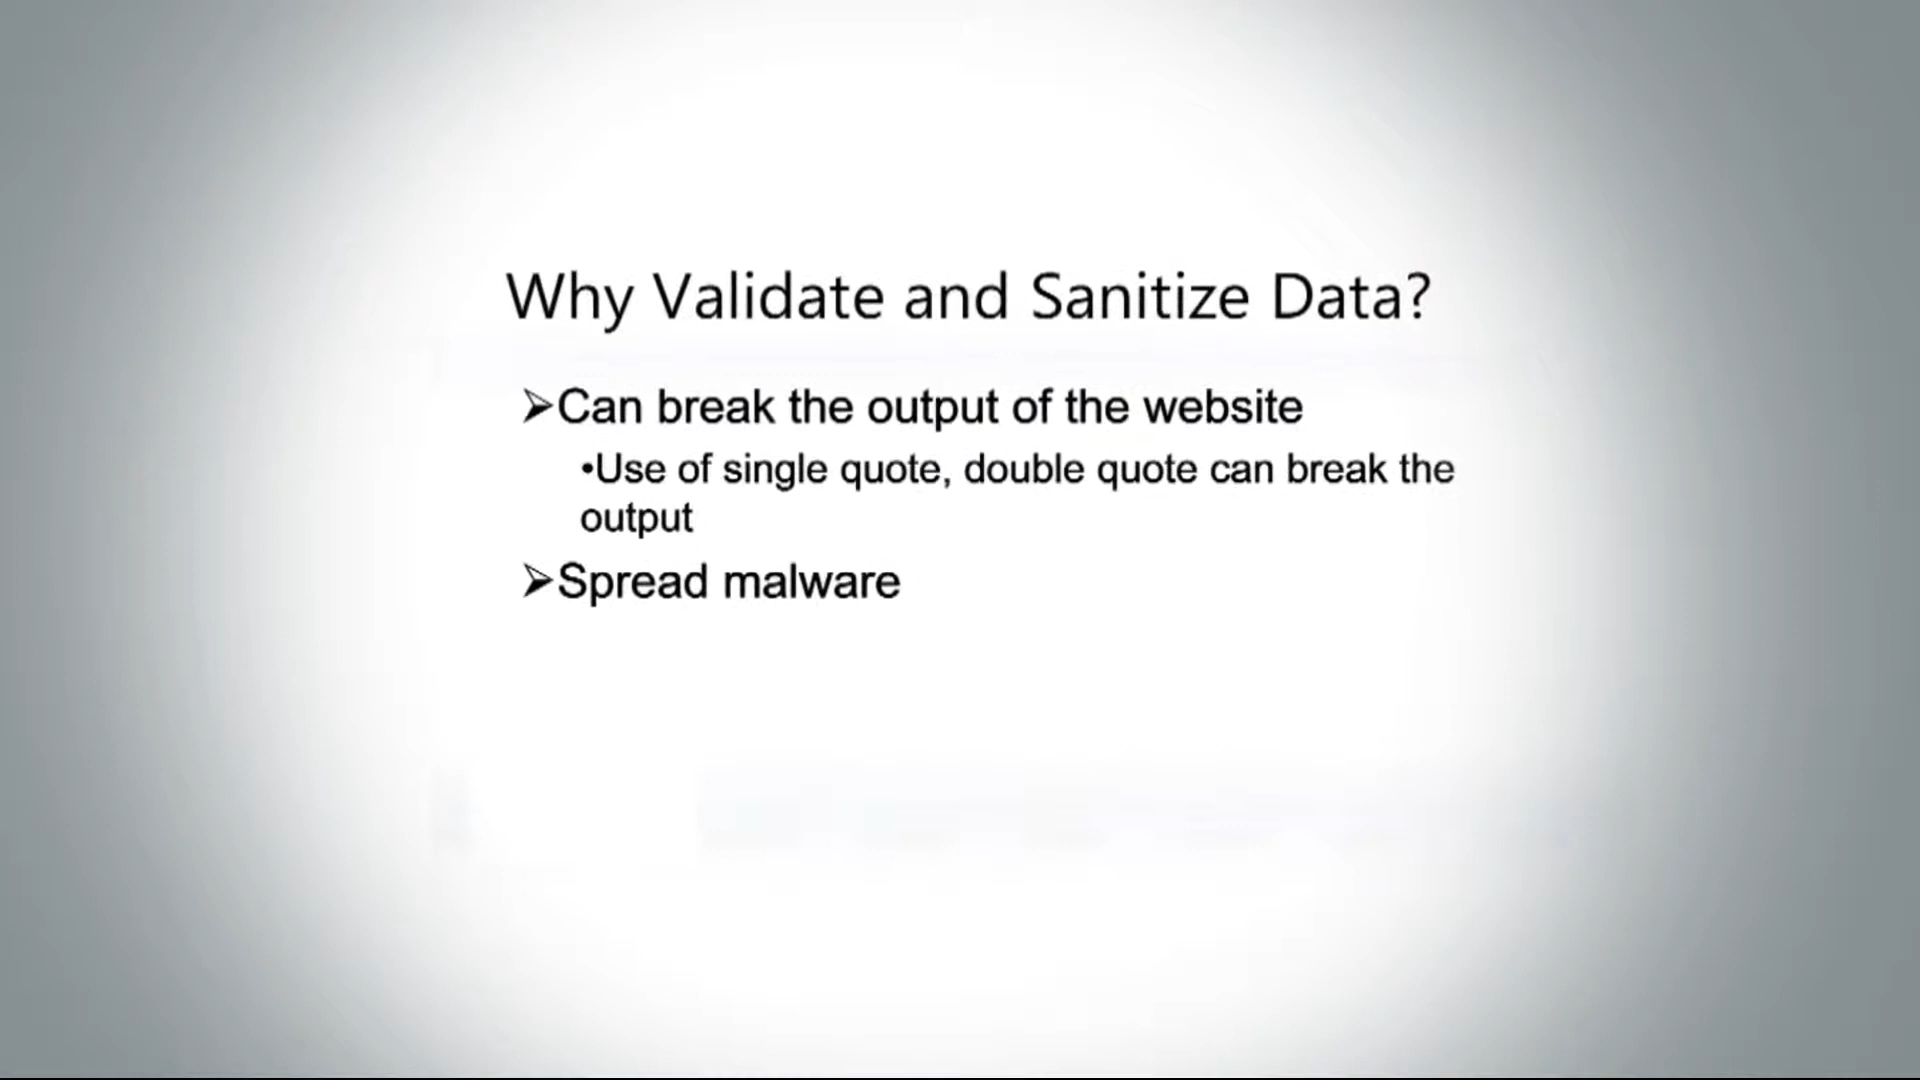 Why Validate and Sanitize Data?
➢Can break the output of the website
•Use of single quote, double quote can break the
output
➢Spread malware